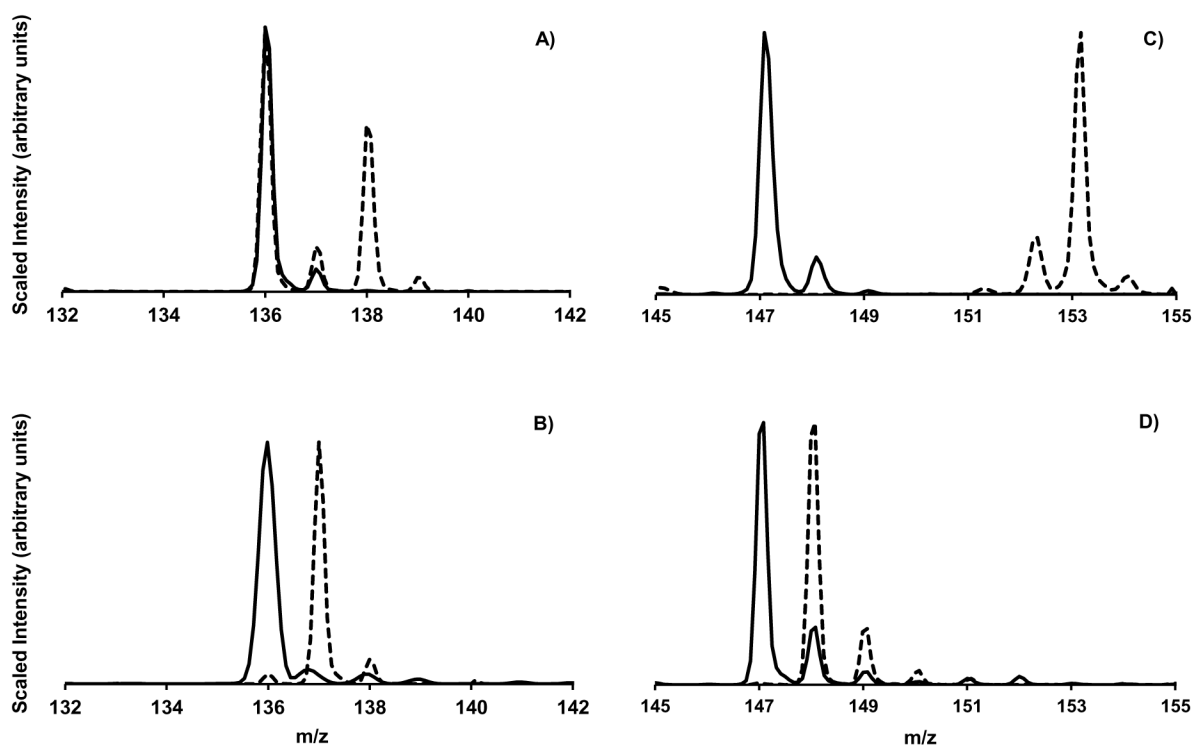 Scaled Intensity (arbitrary units)
A)
132 134 136 138 140 142
C)
145 147 149 151 153 155
Scaled Intensity (arbitrary units)
B)
132 134 136 138 140 142
m/z
D)
145 147 149 151 153 155
m/z